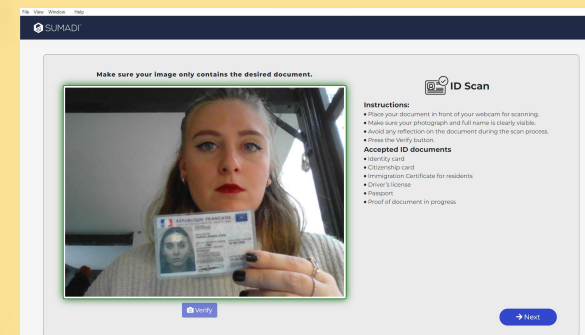 File View Window Help
SUMADI
Make sure your image only contains the desired document.
RÉPUBLIQUE FRANÇAISE
Verify
ID Scan
Instructions:
• Place your document in front of your webcam for scanning.
• Make sure your photograph and full name is clearly visible.
• Avoid any reflection on the document during the scan process.
• Press the Verify button.
Accepted ID documents
• Identity card
• Citizenship card
• Immigration Certificate for residents
• Driver's license
• Passport
• Proof of document in progress
→ Next